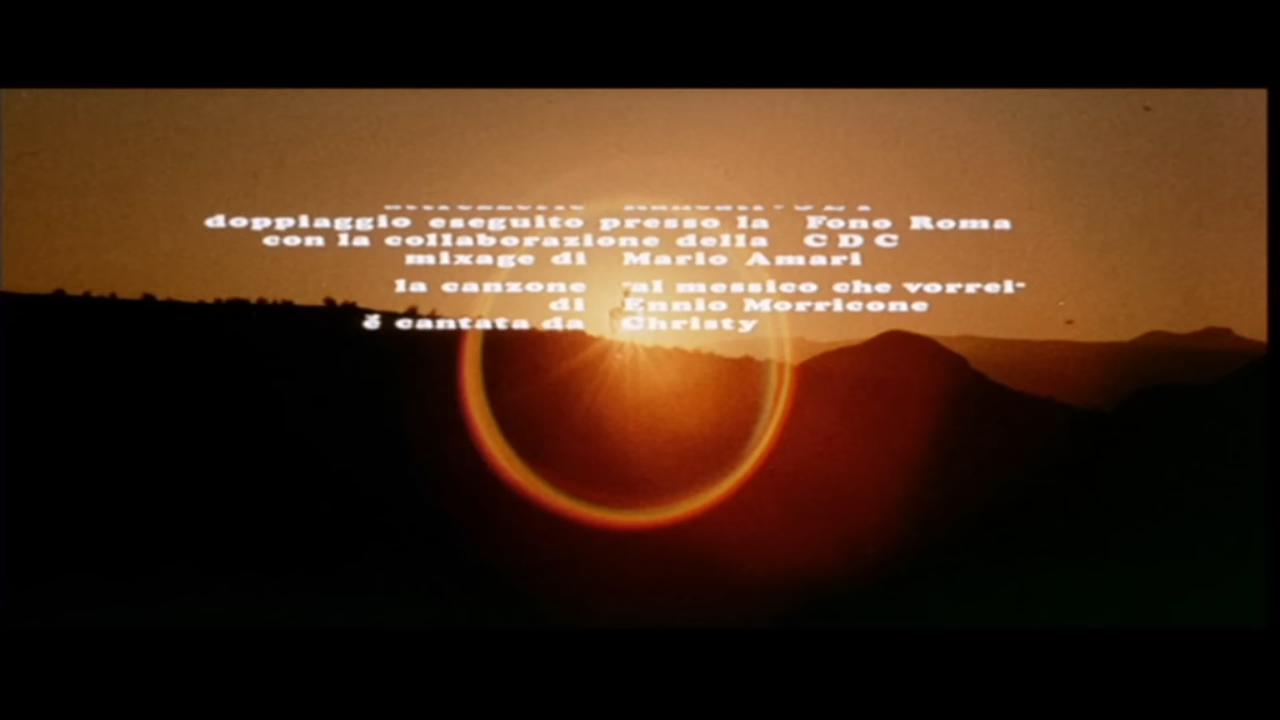 doppiaggio eseguito presso la Fono Roma
con la collaborazione della C D C
mixage di Mario Amari
la canzone "al messico che vorrei"
di Ennio Morricone
é cantata da Christy